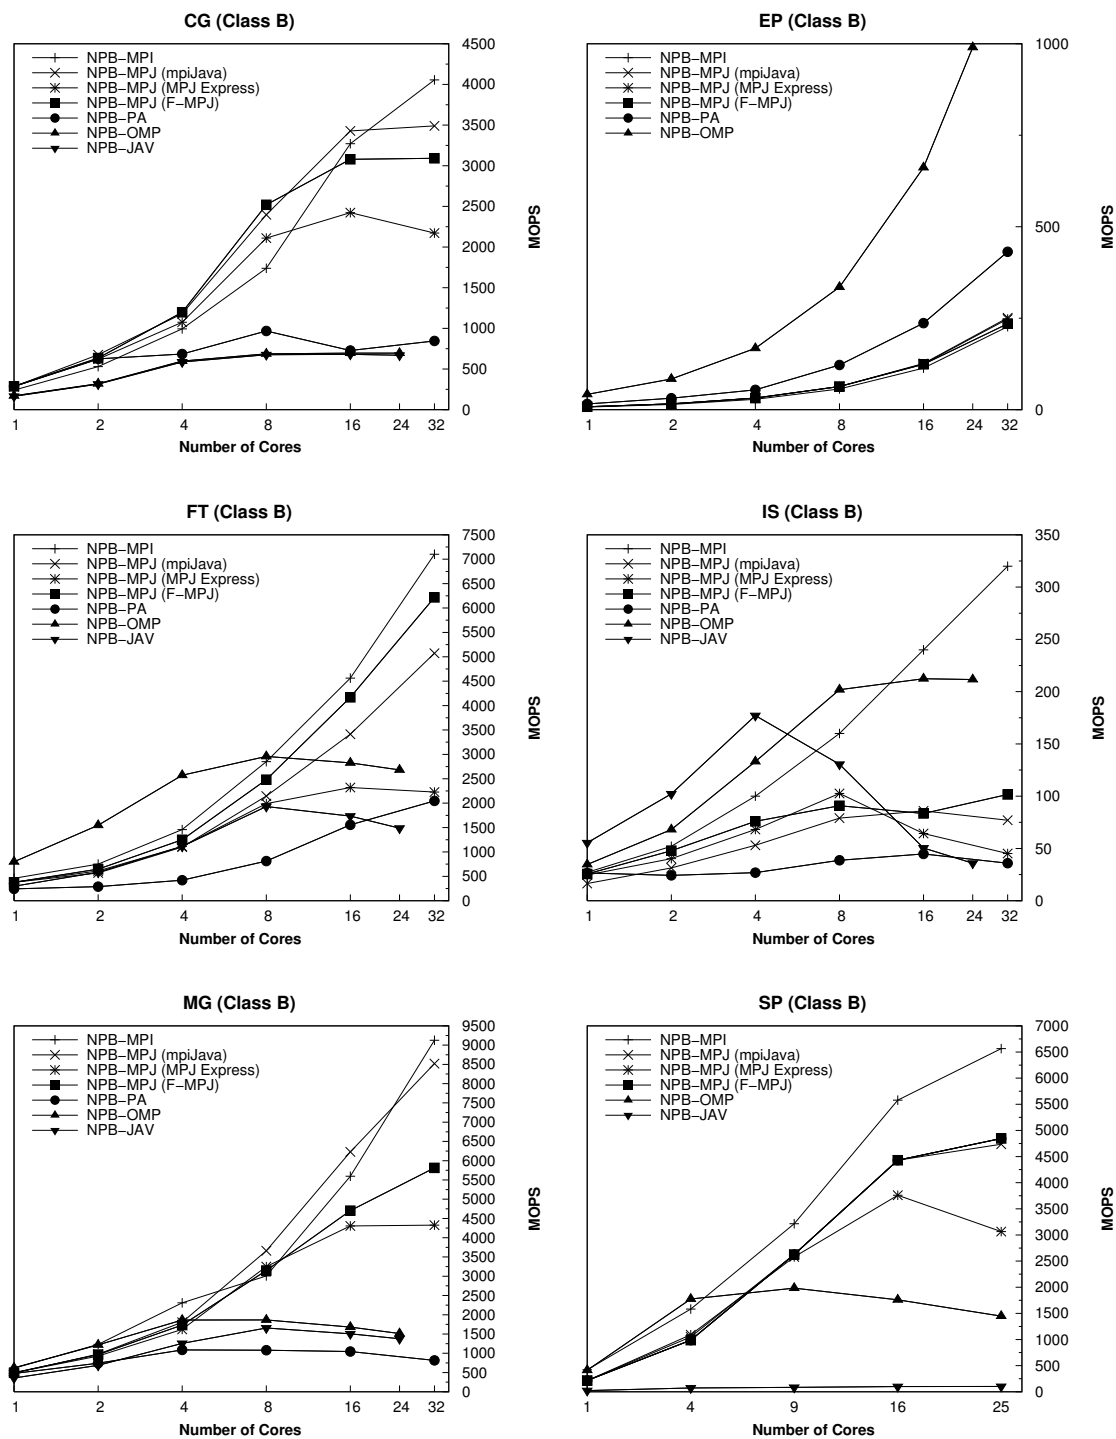 CG (Class B)
NPB−MPI
NPB−MPJ (mpiJava)
NPB−MPJ (MPJ Express)
NPB−MPJ (F−MPJ)
NPB−PA
NPB−OMP
NPB−JAV
4500
4000
3500
3000
2500
2000
1500
1000
500
0
MOPS
1 2 4 8 16 24 32
Number of Cores
EP (Class B)
NPB−MPI
NPB−MPJ (mpiJava)
NPB−MPJ (MPJ Express)
NPB−MPJ (F−MPJ)
NPB−PA
NPB−OMP
1000
500
0
MOPS
1 2 4 8 16 24 32
Number of Cores
FT (Class B)
NPB−MPI
NPB−MPJ (mpiJava)
NPB−MPJ (MPJ Express)
NPB−MPJ (F−MPJ)
NPB−PA
NPB−OMP
NPB−JAV
7500
7000
6500
6000
5500
5000
4500
4000
3500
3000
2500
2000
1500
1000
500
0
MOPS
1 2 4 8 16 24 32
Number of Cores
IS (Class B)
NPB−MPI
NPB−MPJ (mpiJava)
NPB−MPJ (MPJ Express)
NPB−MPJ (F−MPJ)
NPB−PA
NPB−OMP
NPB−JAV
350
300
250
200
150
100
50
0
MOPS
1 2 4 8 16 24 32
Number of Cores
MG (Class B)
NPB−MPI
NPB−MPJ (mpiJava)
NPB−MPJ (MPJ Express)
NPB−MPJ (F−MPJ)
NPB−PA
NPB−OMP
NPB−JAV
9500
9000
8500
8000
7500
7000
6500
6000
5500
5000
4500
4000
3500
3000
2500
2000
1500
1000
500
0
MOPS
1 2 4 8 16 24 32
Number of Cores
SP (Class B)
NPB−MPI
NPB−MPJ (mpiJava)
NPB−MPJ (MPJ Express)
NPB−MPJ (F−MPJ)
NPB−OMP
NPB−JAV
7000
6500
6000
5500
5000
4500
4000
3500
3000
2500
2000
1500
1000
500
0
MOPS
1 4 9 16 25
Number of Cores